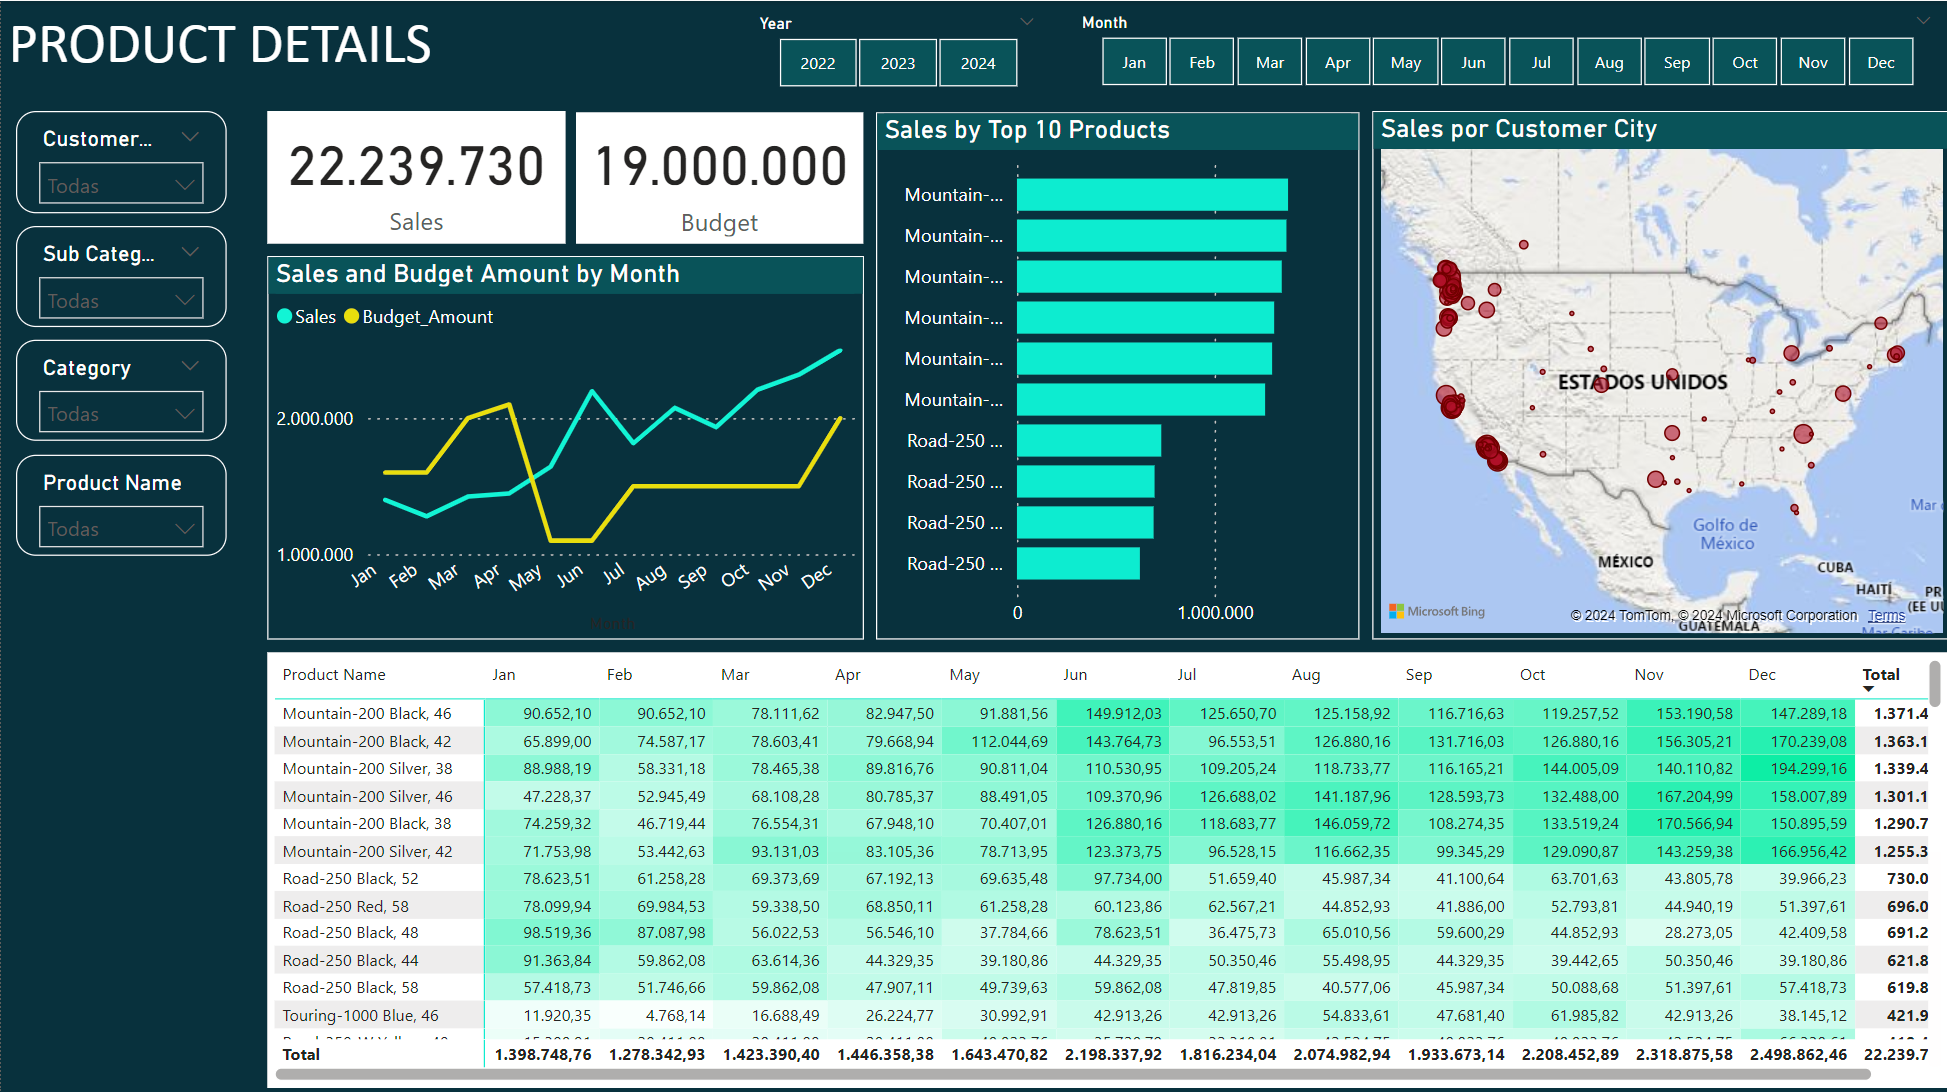 PRODUCT DETAILS
Year
2022 2023 2024
Month
Jan Feb Mar Apr May Jun Jul Aug Sep Oct Nov Dec
Customer...
Todas
Sub Categ...
Todas
Category
Todas
Product Name
Todas
22.239.730
Sales
19.000.000
Budget
Sales and Budget Amount by Month
Sales Budget_Amount
2.000.000
1.000.000
Jan Feb Mar Apr May Jun Jul Aug Sep Oct Nov Dec
Month
Sales by Top 10 Products
Mountain-...
Mountain-...
Mountain-...
Mountain-...
Mountain-...
Mountain-...
Road-250 ...
Road-250 ...
Road-250 ...
Road-250 ...
0 1.000.000
Sales por Customer City
ESTADOS UNIDOS
Golfo de
México
Mar
MÉXICO
CUBA
HAITÍ
PR
(EE UU
GUATEMALA
Mar Caribe
Microsoft Bing
© 2024 TomTom, © 2024 Microsoft Corporation Terms
Product Name Jan Feb Mar Apr May Jun Jul Aug Sep Oct Nov Dec Total
Mountain-200 Black, 46 90.652,10 90.652,10 78.111,62 82.947,50 91.881,56 149.912,03 125.650,70 125.158,92 116.716,63 119.257,52 153.190,58 147.289,18 1.371.4
Mountain-200 Black, 42 65.899,00 74.587,17 78.603,41 79.668,94 112.044,69 143.764,73 96.553,51 126.880,16 131.716,03 126.880,16 156.305,21 170.239,08 1.363.1
Mountain-200 Silver, 38 88.988,19 58.331,18 78.465,38 89.816,76 90.811,04 110.530,95 109.205,24 118.733,77 116.165,21 144.005,09 140.110,82 194.299,16 1.339.4
Mountain-200 Silver, 46 47.228,37 52.945,49 68.108,28 80.785,37 88.491,05 109.370,96 126.688,02 141.187,96 128.593,73 132.488,00 167.204,99 158.007,89 1.301.1
Mountain-200 Black, 38 74.259,32 46.719,44 76.554,31 67.948,10 70.407,01 126.880,16 118.683,77 146.059,72 108.274,35 133.519,24 170.566,94 150.895,59 1.290.7
Mountain-200 Silver, 42 71.753,98 53.442,63 93.131,03 83.105,36 78.713,95 123.373,75 96.528,15 116.662,35 99.345,29 129.090,87 143.259,38 166.956,42 1.255.3
Road-250 Black, 52 78.623,51 61.258,28 69.373,69 67.192,13 69.635,48 97.734,00 51.659,40 45.987,34 41.100,64 63.701,63 43.805,78 39.966,23 730.0
Road-250 Red, 58 78.099,94 69.984,53 59.338,50 68.850,11 61.258,28 60.123,86 62.567,21 44.852,93 41.886,00 52.793,81 44.940,19 51.397,61 696.0
Road-250 Black, 48 98.519,36 87.087,98 56.022,53 56.546,10 37.784,66 78.623,51 36.475,73 65.010,56 59.600,29 44.852,93 28.273,05 42.409,58 691.2
Road-250 Black, 44 91.363,84 59.862,08 63.614,36 44.329,35 39.180,86 44.329,35 50.350,46 55.498,95 44.329,35 39.442,65 50.350,46 39.180,86 621.8
Road-250 Black, 58 57.418,73 51.746,66 59.862,08 47.907,11 49.739,63 59.862,08 47.819,85 40.577,06 45.987,34 50.088,68 51.397,61 57.418,73 619.8
Touring-1000 Blue, 46 11.920,35 4.768,14 16.688,49 26.224,77 30.992,91 42.913,26 42.913,26 54.833,61 47.681,40 61.985,82 42.913,26 38.145,12 421.9
Total 1.398.748,76 1.278.342,93 1.423.390,40 1.446.358,38 1.643.470,82 2.198.337,92 1.816.234,04 2.074.982,94 1.933.673,14 2.208.452,89 2.318.875,58 2.498.862,46 22.239.7